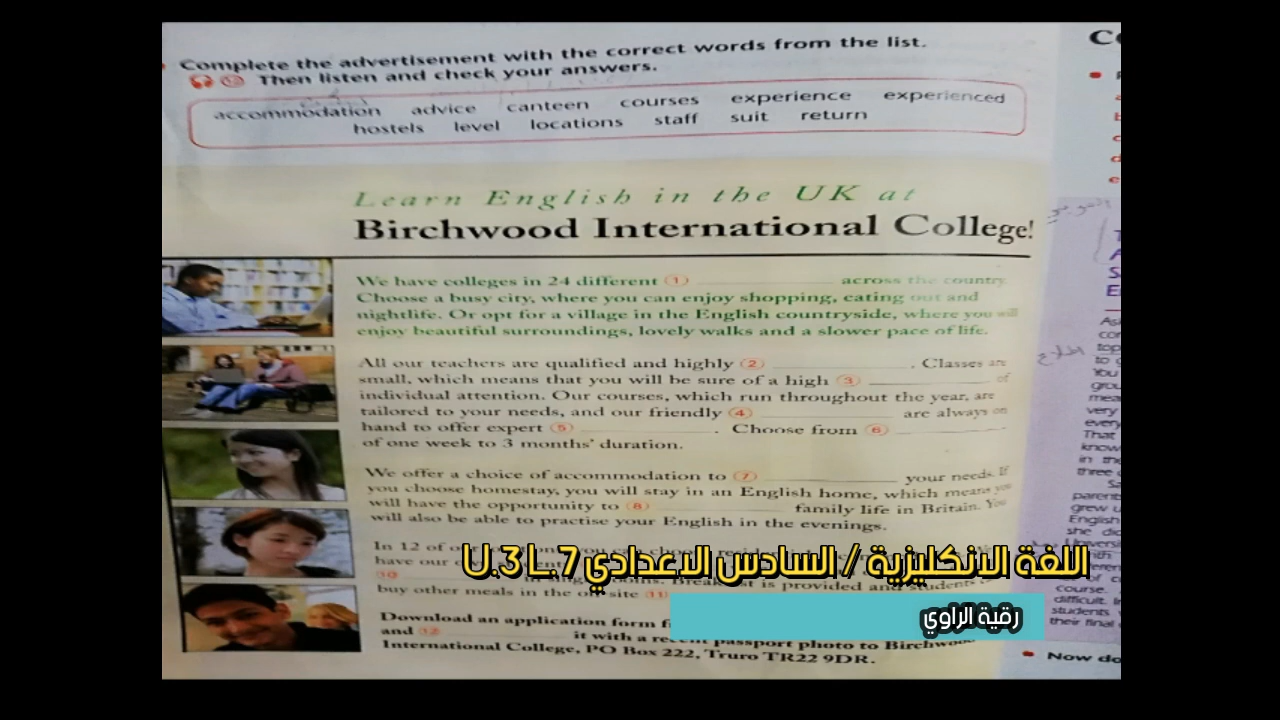 Complete the advertisement with the correct words from the list.
Then listen and check your answers.
accommodation advice canteen courses experience experienced
hostels level locations staff suit return
Learn English in the UK at
Birchwood International College!
We have colleges in 24 different 1 across the country.
Choose a busy city, where you can enjoy shopping, eating out and
nightlife. Or opt for a village in the English countryside, where you will
enjoy beautiful surroundings, lovely walks and a slower pace of life.
All our teachers are qualified and highly 2 . Classes are
small, which means that you will be sure of a high 3 of
individual attention. Our courses, which run throughout the year, are
tailored to your needs, and our friendly 4 are always on
hand to offer expert 5 . Choose from 6
of one week to 3 months' duration.
We offer a choice of accommodation to 7 your needs. If
you choose homestay, you will stay in an English home, which means you
will have the opportunity to 8 family life in Britain. You
will also be able to practise your English in the evenings.
In 12 of
have our
اللغة الانكليزية / السادس الاعدادي U.3 L.7
10 rooms. Breakfast is provided and students
buy other meals in the on-site 11
رقية الراوي
Download an application form
and 12 it with a recent passport photo to Birchwood
International College, PO Box 222, Truro TR22 9DR.
Now do